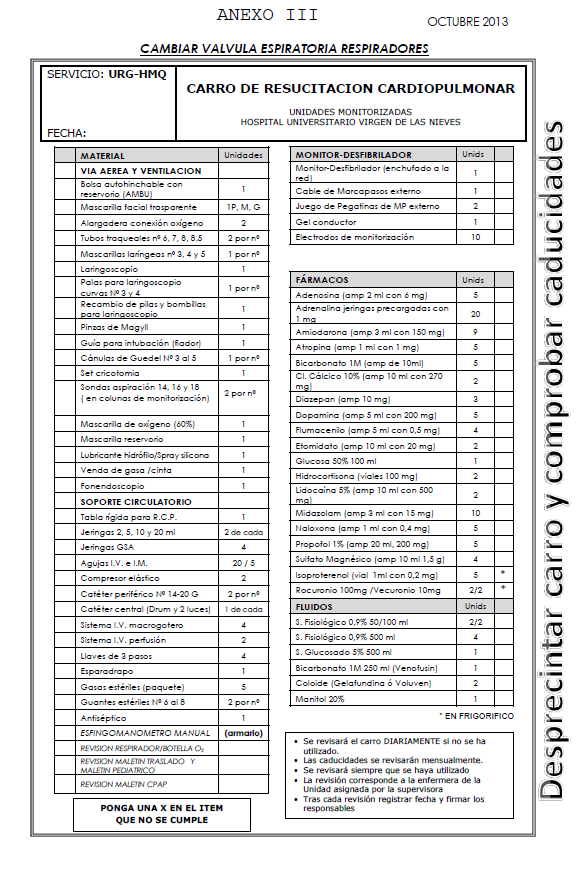 ANEXO III
OCTUBRE 2013
CAMBIAR VALVULA ESPIRATORIA RESPIRADORES
SERVICIO: URG-HMQ
FECHA:
CARRO DE RESUCITACION CARDIOPULMONAR
UNIDADES MONITORIZADAS
HOSPITAL UNIVERSITARIO VIRGEN DE LAS NIEVES
MATERIAL Unidades
VIA AEREA Y VENTILACION
Bolsa autohinchable con
reservorio (AMBU) 1
Mascarilla facial trasparente 1P, M, G
Alargadera conexión oxígeno 2
Tubos traqueales nº 6, 7, 8, 8.5 2 por nº
Mascarillas laríngeas nº 3, 4 y 5 1 por nº
Laringoscopio 1
Palas para laringoscopio
curvas Nº 3 y 4 1 por nº
Recambio de pilas y bombillas
para laringoscopio 1
Pinzas de Magyll 1
Guía para intubación (fiador) 1
Cánulas de Guedel Nº 3 al 5 1 por nº
Set cricotomia 1
Sondas aspiración 14, 16 y 18
( en colunas de monitorización) 2 por nº
Mascarilla de oxígeno (60%) 1
Mascarilla reservorio 1
Lubricante hidrófilo/Spray silicona 1
Venda de gasa /cinta 1
Fonendoscopio 1
SOPORTE CIRCULATORIO
Tabla rígida para R.C.P. 1
Jeringas 2, 5, 10 y 20 ml 2 de cada
Jeringas GSA 4
Agujas I.V. e I.M. 20 / 5
Compresor elástico 2
Catéter periférico Nº 14-20 G 2 por nº
Catéter central (Drum y 2 luces) 1 de cada
Sistema I.V. macrogotero 4
Sistema I.V. perfusión 2
Llaves de 3 pasos 4
Esparadrapo 1
Gasas estériles (paquete) 5
Guantes estériles Nº 6 al 8 2 por nº
Antiséptico 1
ESFINGOMANOMETRO MANUAL (armario)
REVISION RESPIRADOR/BOTELLA O₂
REVISION MALETIN TRASLADO Y
MALETIN PEDIATRICO
REVISION MALETIN CPAP
PONGA UNA X EN EL ITEM
QUE NO SE CUMPLE
MONITOR-DESFIBRILADOR Unids
Monitor-Desfibrilador (enchufado a la
red) 1
Cable de Marcapasos externo 1
Juego de Pegatinas de MP externo 2
Gel conductor 1
Electrodos de monitorización 10
FÁRMACOS Unids
Adenosina (amp 2 ml con 6 mg) 5
Adrenalina jeringas precargadas con
1 mg 20
Amiodarona (amp 3 ml con 150 mg) 9
Atropina (amp 1 ml con 1 mg) 5
Bicarbonato 1M (amp de 10ml) 5
Cl. Cálcico 10% (amp 10 ml con 270
mg) 2
Diazepan (amp 10 mg) 3
Dopamina (amp 5 ml con 200 mg) 5
Flumacenilo (amp 5 ml con 0,5 mg) 4
Etomidato (amp 10 ml con 20 mg) 2
Glucosa 50% 100 ml 1
Hidrocortisona (viales 100 mg) 2
Lidocaína 5% (amp 10 ml con 500
mg) 2
Midazolam (amp 3 ml con 15 mg) 10
Naloxona (amp 1 ml con 0,4 mg) 5
Propofol 1% (amp 20 ml, 200 mg) 5
Sulfato Magnésico (amp 10 ml 1,5 g) 4
Isoproterenol (vial 1ml con 0,2 mg) 5 *
Rocuronio 100mg /Vecuronio 10mg 2/2 *
FLUIDOS Unids
S. Fisiológico 0,9% 50/100 ml 2/2
S. Fisiológico 0,9% 500 ml 4
S. Glucosado 5% 500 ml 1
Bicarbonato 1M 250 ml (Venofusin) 1
Coloide (Gelafundina ó Voluven) 2
Manitol 20% 1
* EN FRIGORIFICO
• Se revisará el carro DIARIAMENTE si no se ha
utilizado.
• Las caducidades se revisarán mensualmente.
• Se revisará siempre que se haya utilizado
• La revisión corresponde a la enfermera de la
Unidad asignada por la supervisora
• Tras cada revisión registrar fecha y firmar los
responsables
Desprecintar carro y comprobar caducidades